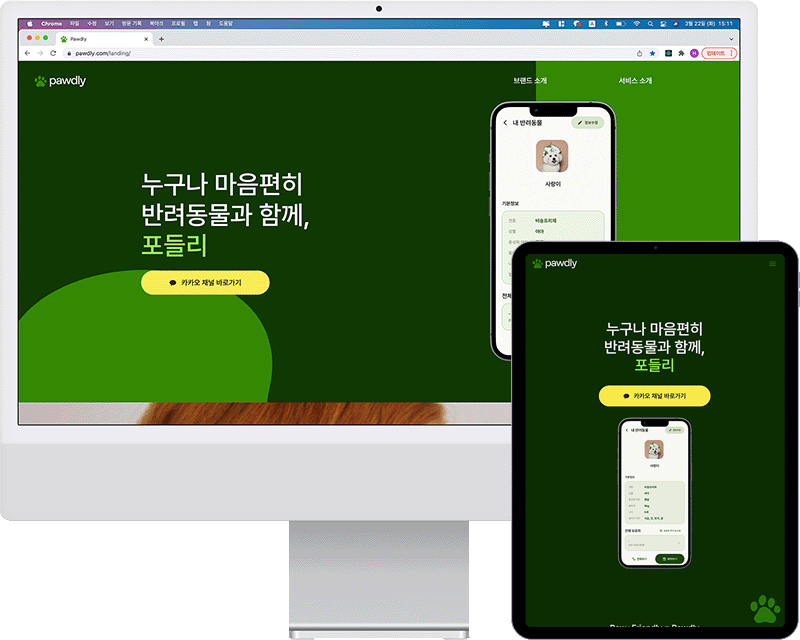 Chrome 파일 수정 보기 방문 기록 북마크 프로필 탭 창 도움말
3월 22일 (화) 15:11
Pawdly
pawdly.com/landing/
업데이트
pawdly
브랜드 소개
서비스 소개
누구나 마음편히
반려동물과 함께,
포들리
카카오 채널 바로가기
내 반려동물
정보수정
사랑이
기본정보
비숑프리제
성별
여아
전체
pawdly
누구나 마음편히
반려동물과 함께,
포들리
카카오 채널 바로가기
내 반려동물
사랑이
기본정보